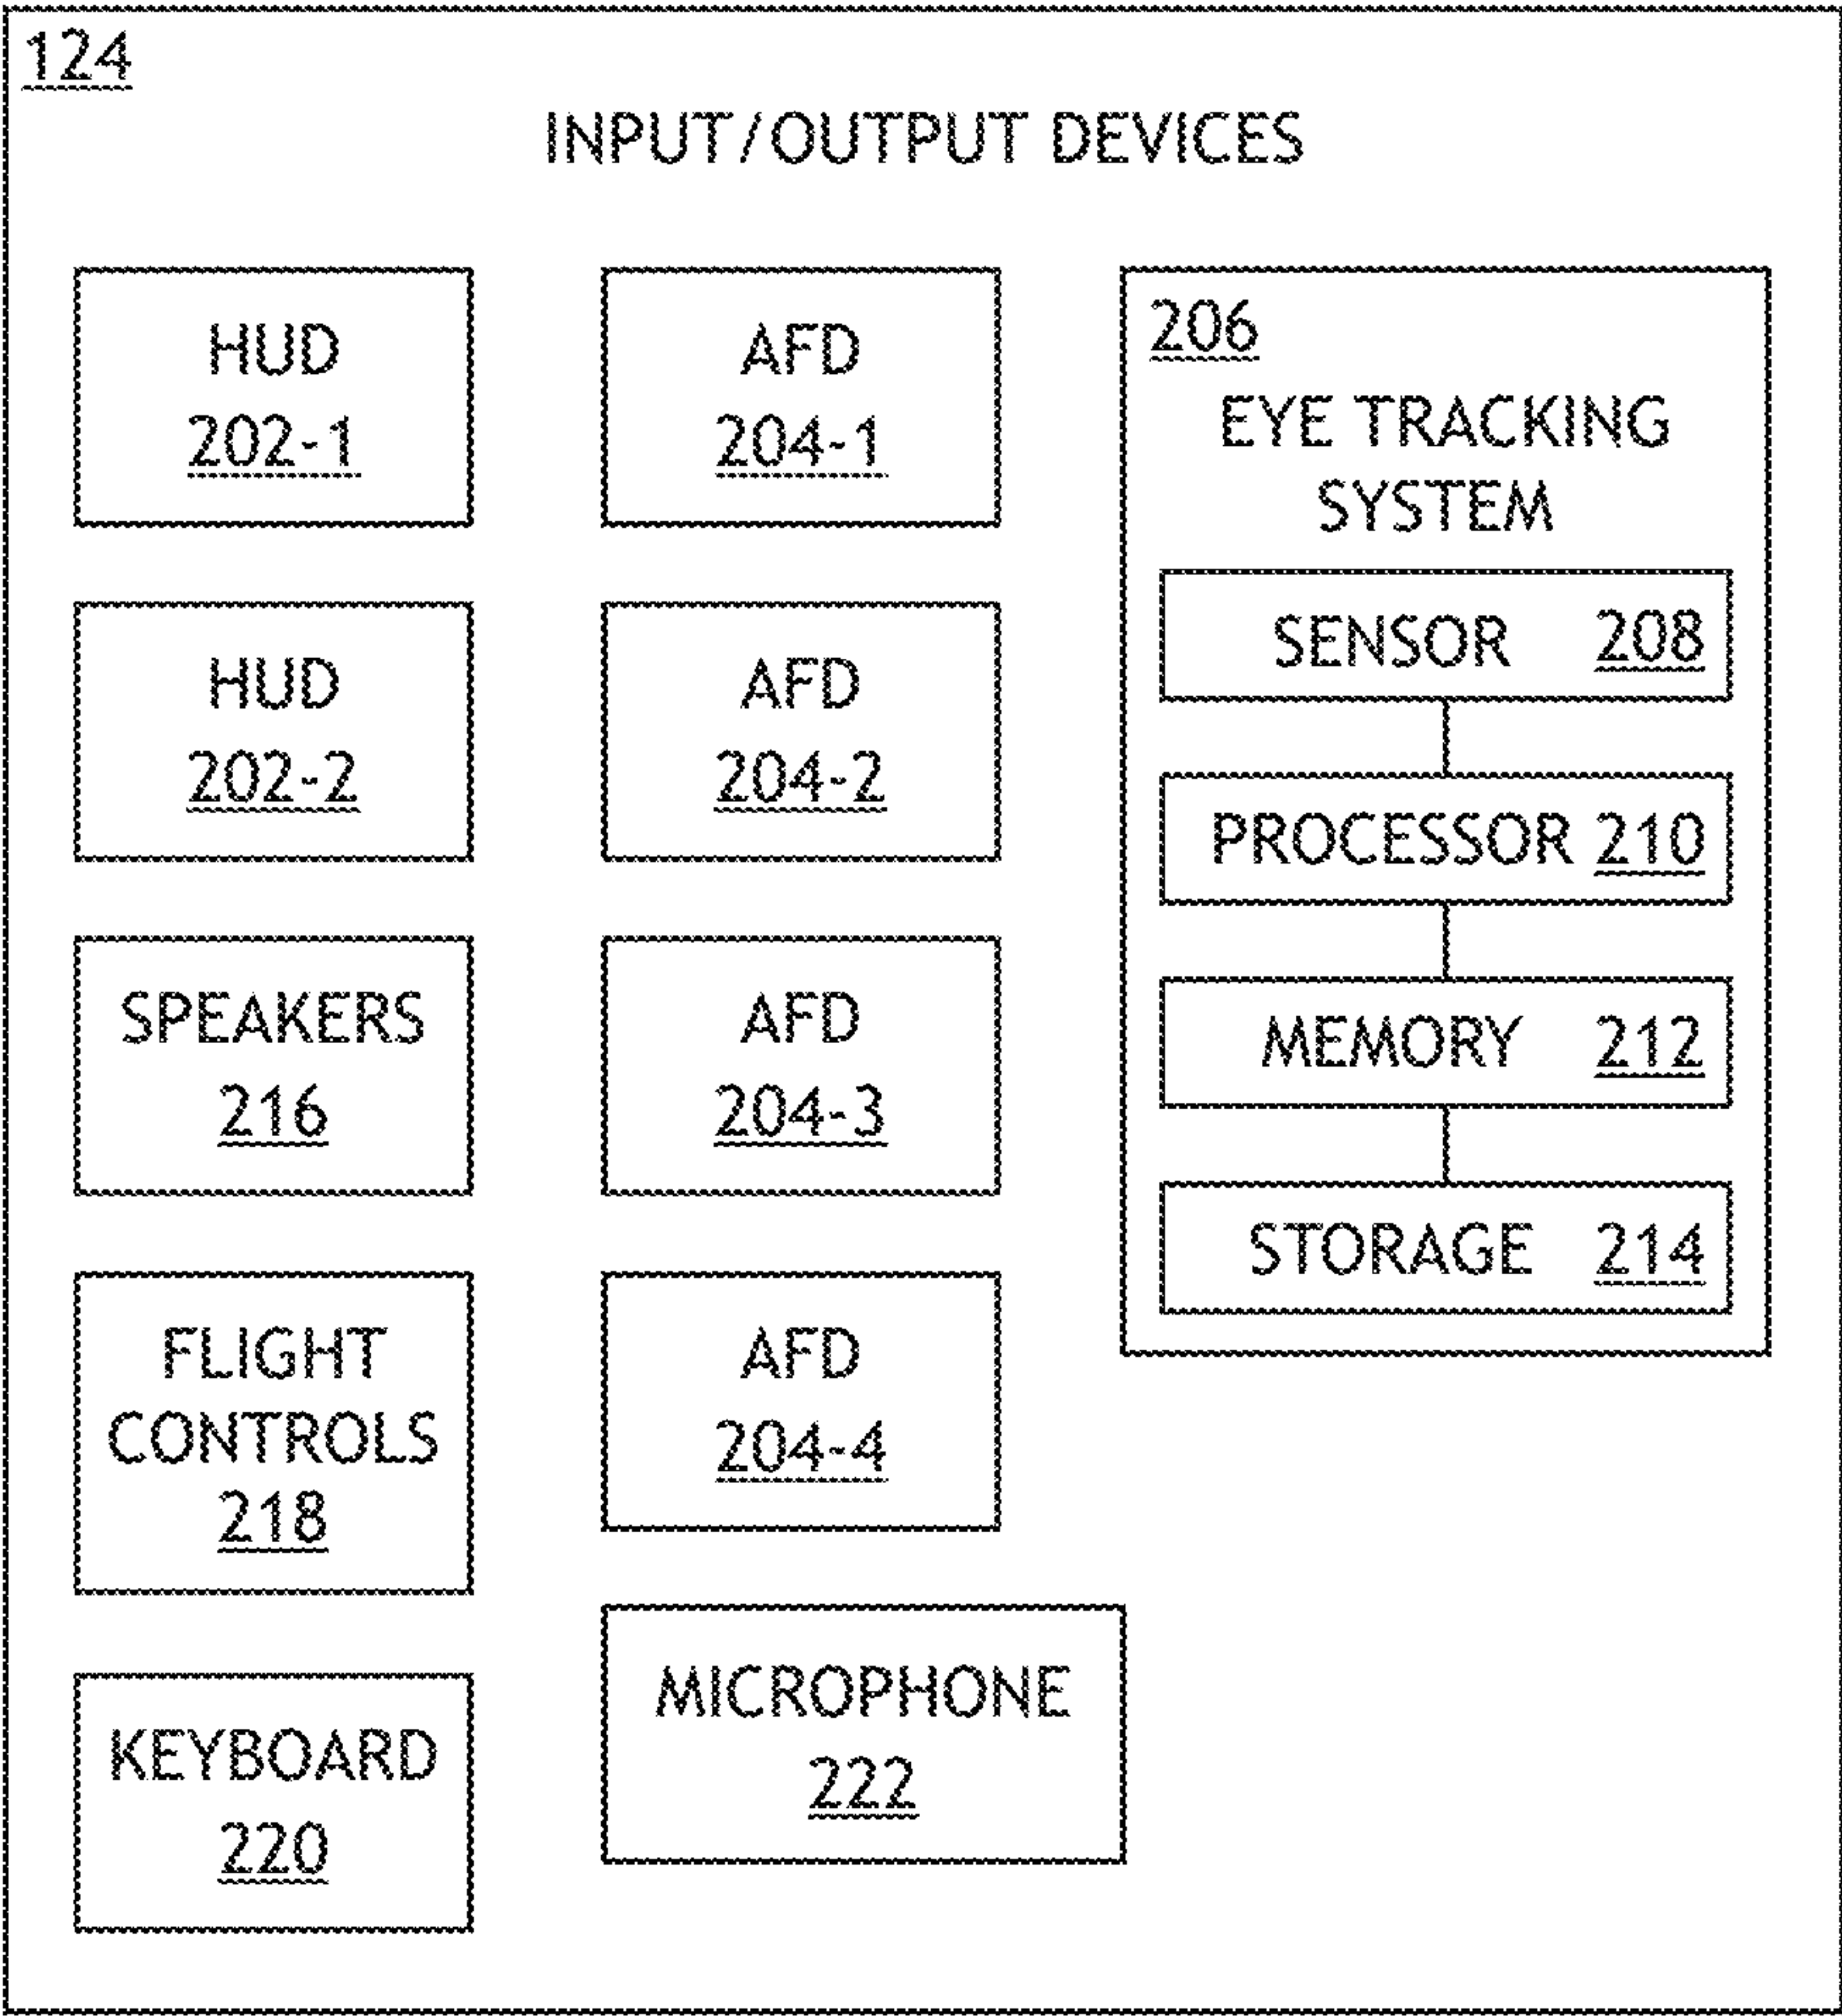 124
INPUT/OUTPUT DEVICES
HUD
202-1
AFD
204-1
206
EYE TRACKING
SYSTEM
SENSOR 208
PROCESSOR 210
MEMORY 212
STORAGE 214
HUD
202-2
AFD
204-2
SPEAKERS
216
AFD
204-3
FLIGHT
CONTROLS
218
AFD
204-4
KEYBOARD
220
MICROPHONE
222